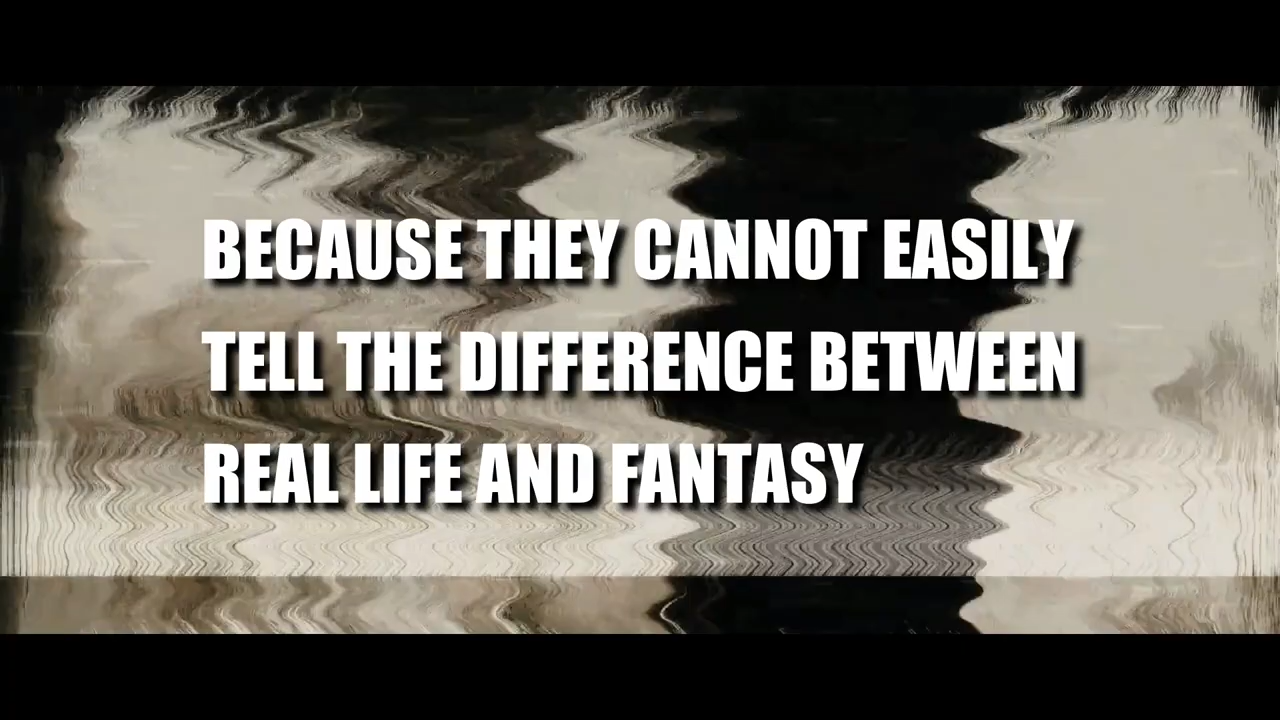 BECAUSE THEY CANNOT EASILY
TELL THE DIFFERENCE BETWEEN
REAL LIFE AND FANTASY